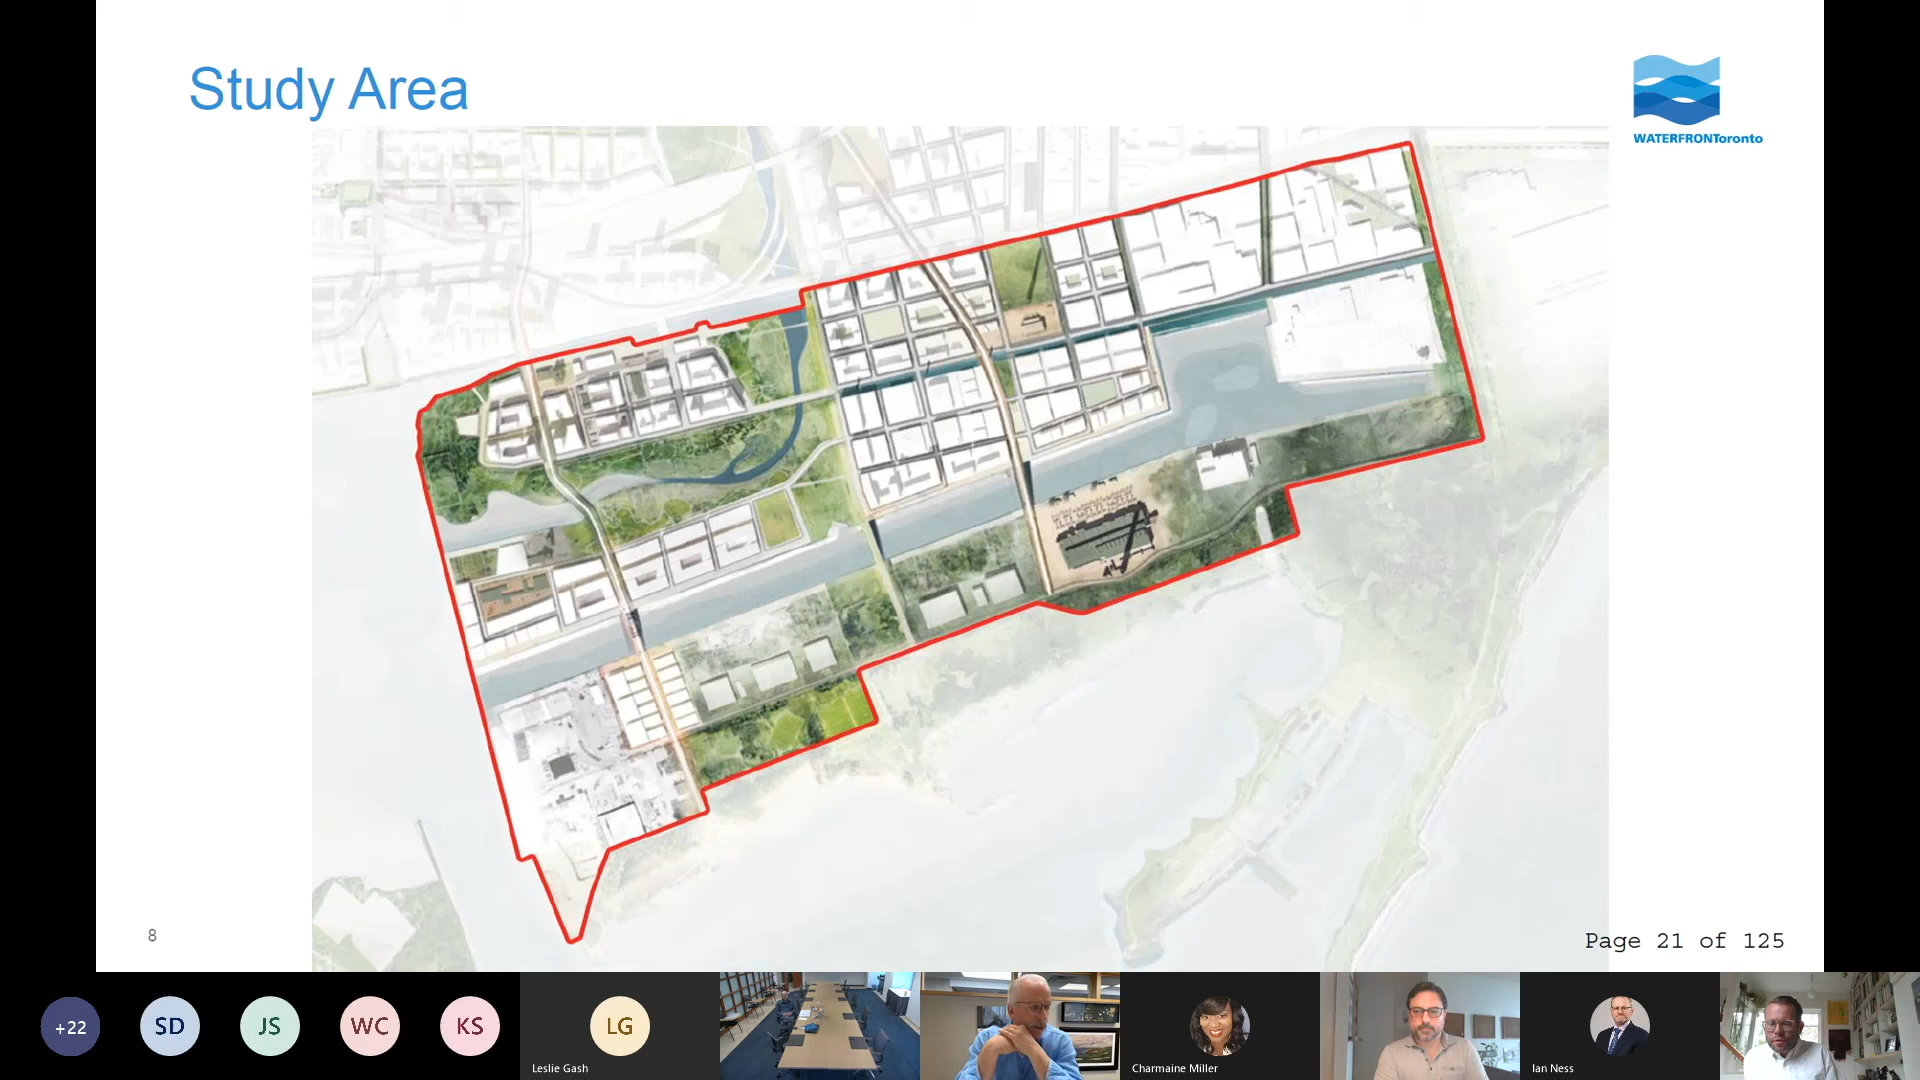 Study Area
WATERFRONToronto
8
Page 21 of 125
+22
SD
JS
WC
KS
LG
Leslie Gash
Charmaine Miller
Ian Ness